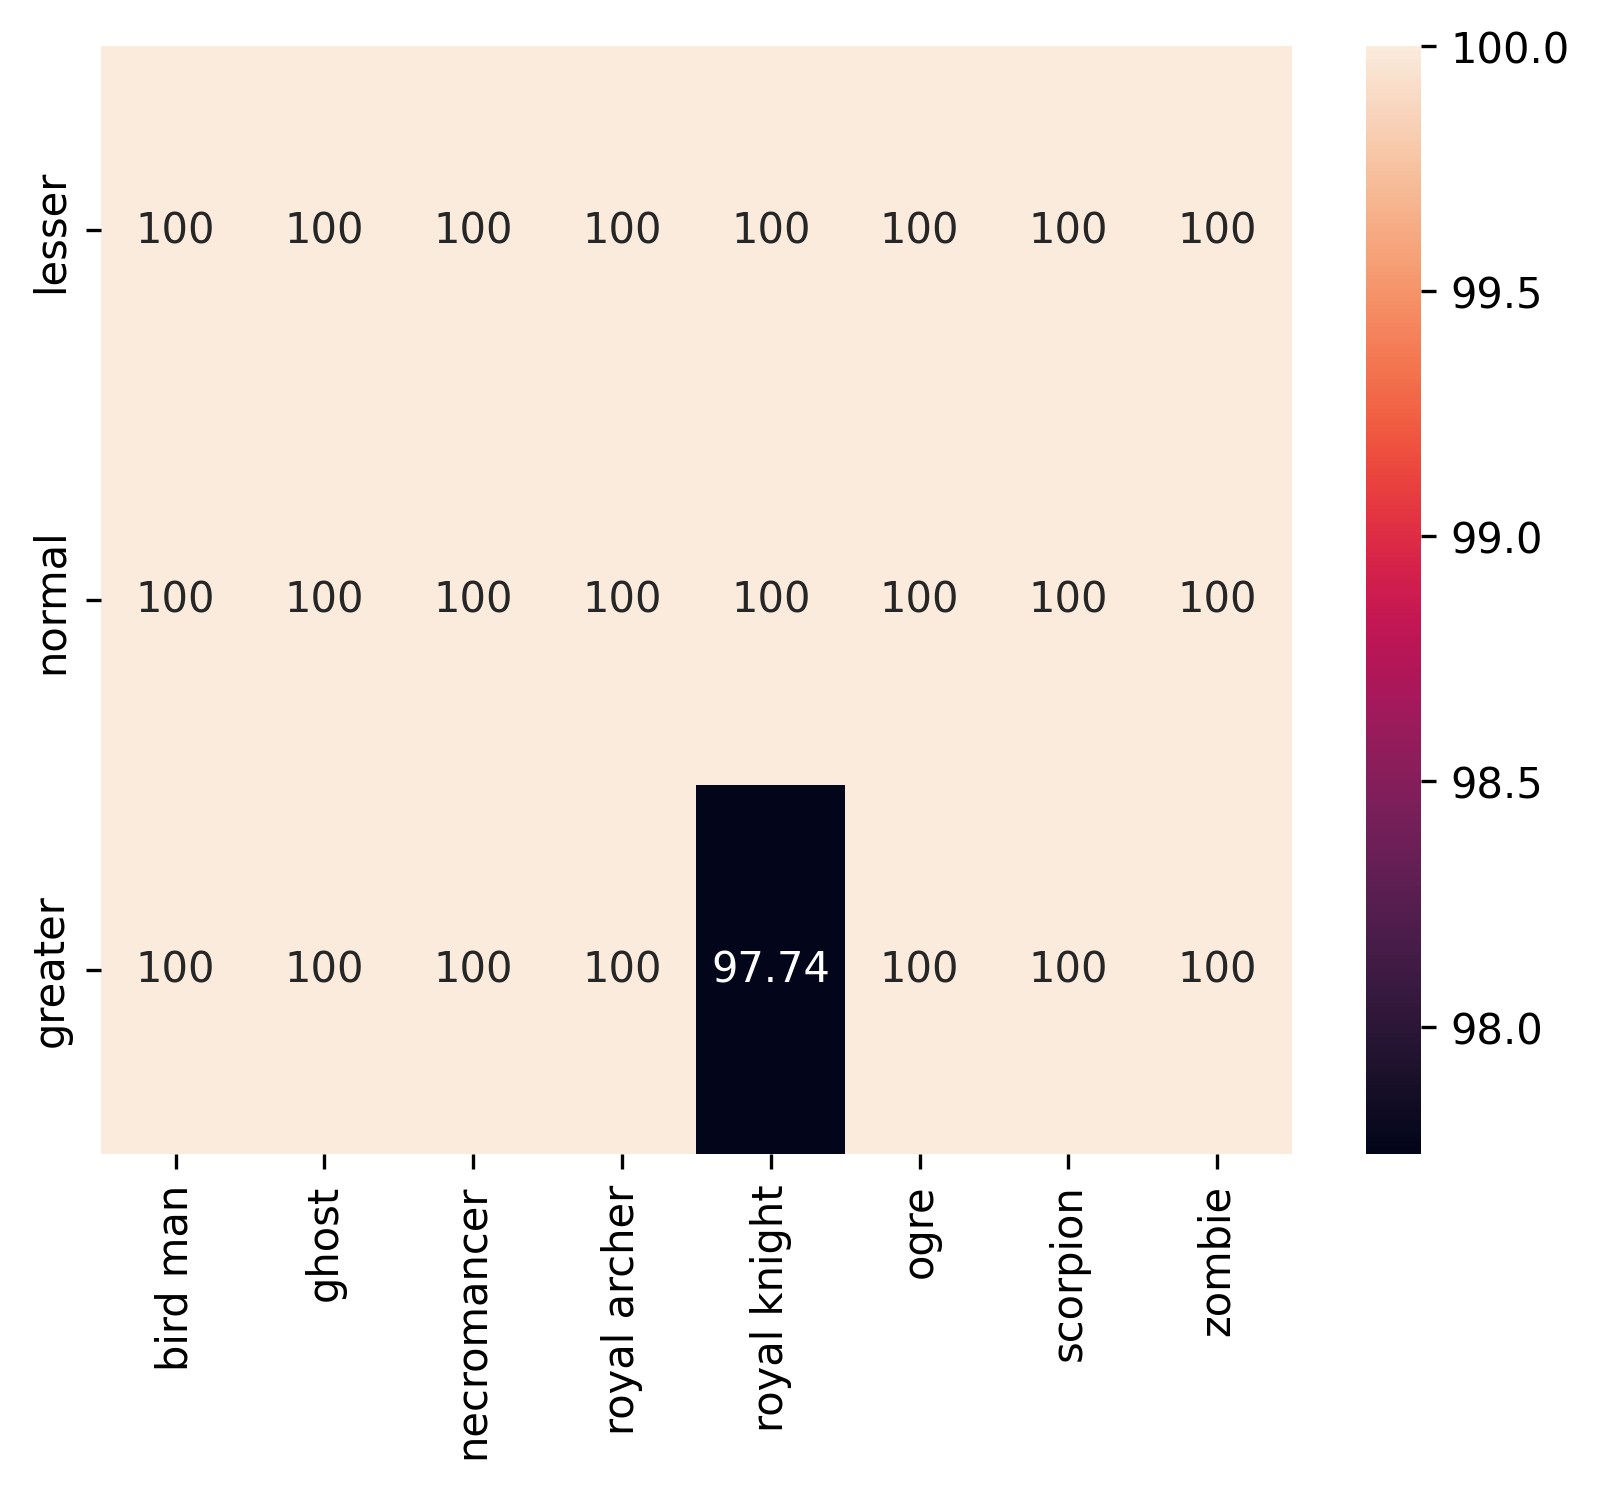 100.0
lesser 100 100 100 100 100 100 100 100
99.5
99.0
normal 100 100 100 100 100 100 100 100
98.5
greater 100 100 100 100 97.74 100 100 100
98.0
bird man ghost necromancer royal archer royal knight ogre scorpion zombie